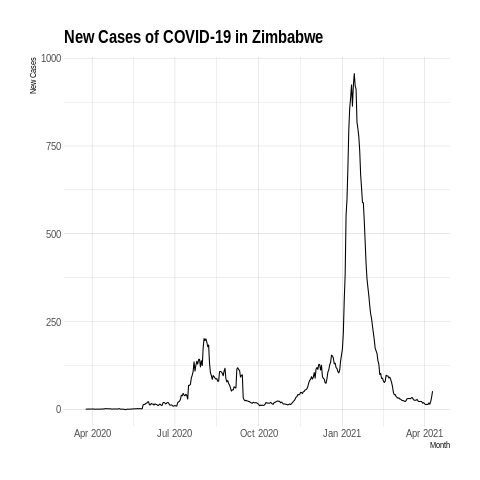 New Cases of COVID-19 in Zimbabwe
New Cases
1000
750
500
250
0
Apr 2020 Jul 2020 Oct 2020 Jan 2021 Apr 2021
Month